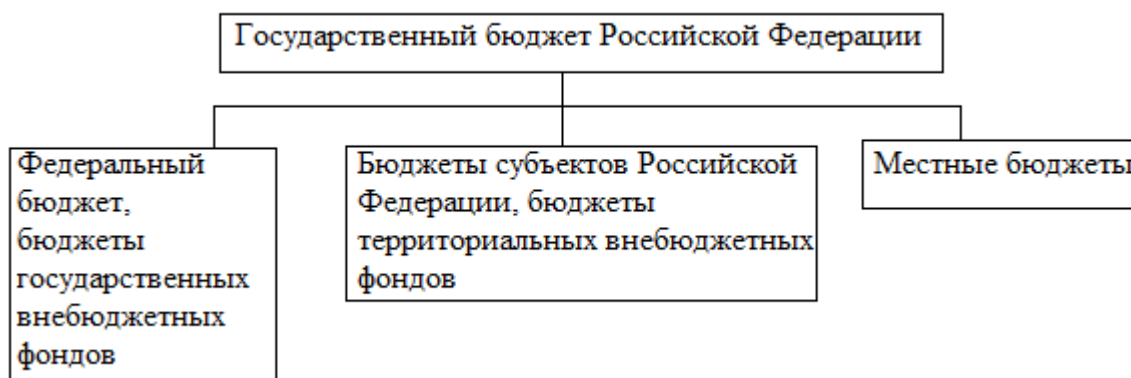 Государственный бюджет Российской Федерации
Федеральный
бюджет,
бюджеты
государственных
внебюджетных
фондов
Бюджеты субъектов Российской
Федерации, бюджеты
территориальных внебюджетных
фондов
Местные бюджеты